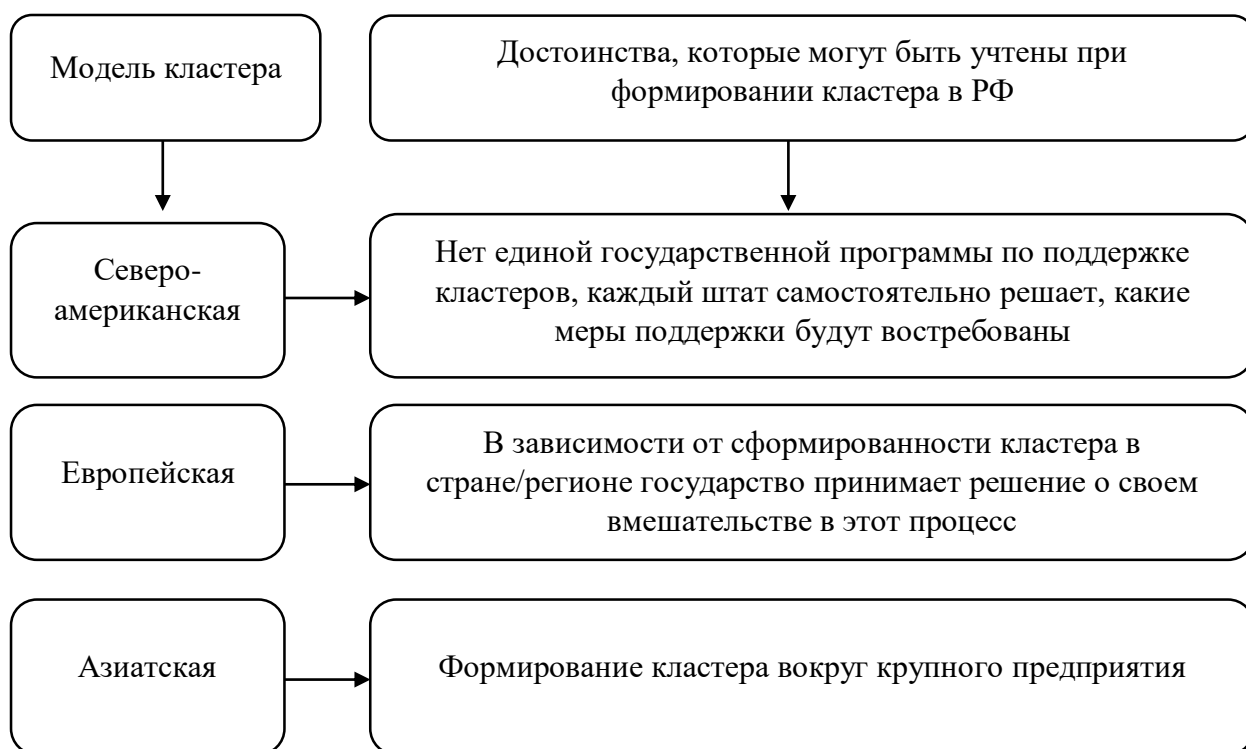 Модель кластера
Достоинства, которые могут быть учтены при
формировании кластера в РФ
Северо-
американская
Нет единой государственной программы по поддержке
кластеров, каждый штат самостоятельно решает, какие
меры поддержки будут востребованы
Европейская
В зависимости от сформированности кластера в
стране/регионе государство принимает решение о своем
вмешательстве в этот процесс
Азиатская
Формирование кластера вокруг крупного предприятия